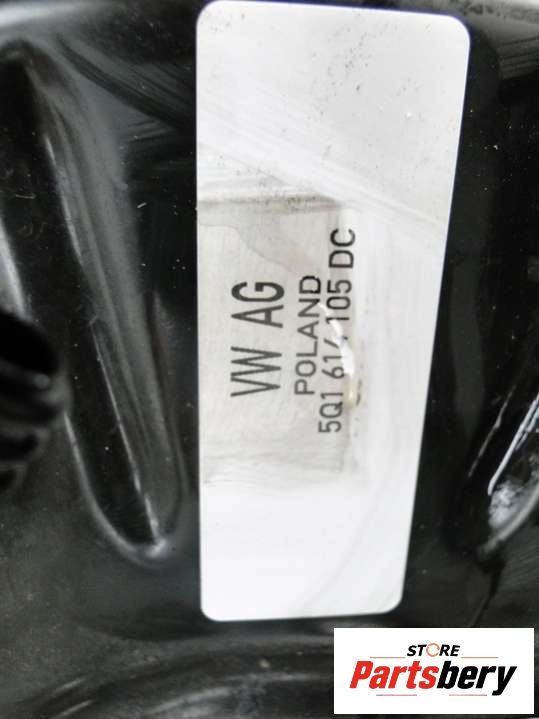 VW AG
POLAND
5Q1 614 105 DC
STORE
Partsbery